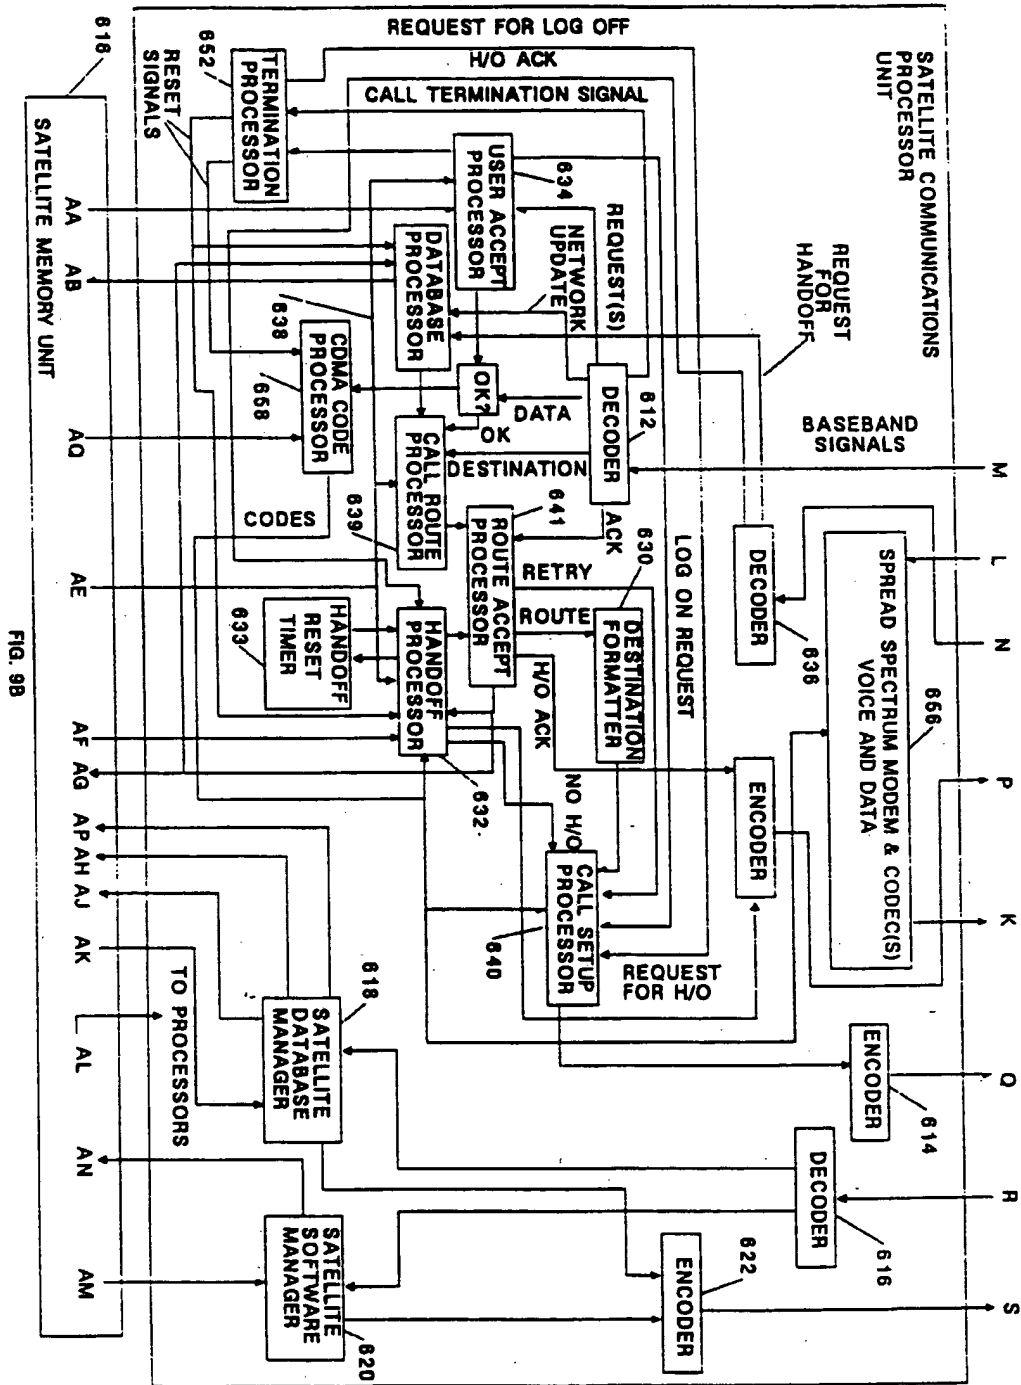 SATELLITE COMMUNICATIONS
PROCESSOR
UNIT
M
L
N
P
K
Q
R
S
REQUEST
FOR
HANDOFF
BASEBAND
SIGNALS
SPREAD SPECTRUM MODEM & CODEC(S)
VOICE AND DATA
656
DECODER
636
ENCODER
ENCODER
614
DECODER
616
ENCODER
622
REQUEST FOR LOG OFF
H/O ACK
CALL TERMINATION SIGNAL
LOG ON REQUEST
REQUEST
FOR H/O
REQUEST(S)
NETWORK
UPDATE
612
DECODER
DATA
DESTINATION
ACK
630
DESTINATION
FORMATTER
634
USER ACCEPT
PROCESSOR
OK?
OK
641
ROUTE ACCEPT
PROCESSOR
RETRY
ROUTE
H/O ACK
NO H/O
CALL SETUP
PROCESSOR
640
DATABASE
PROCESSOR
638
CALL ROUTE
PROCESSOR
639
HANDOFF
PROCESSOR
632
TERMINATION
PROCESSOR
652
RESET
SIGNALS
CDMA CODE
PROCESSOR
658
CODES
HANDOFF
RESET
TIMER
633
618
SATELLITE
DATABASE
MANAGER
SATELLITE
SOFTWARE
MANAGER
620
TO PROCESSORS
616
SATELLITE MEMORY UNIT
AA
AB
AQ
AE
AF
AG
AP
AH
AJ
AK
AL
AN
AM
FIG. 9B